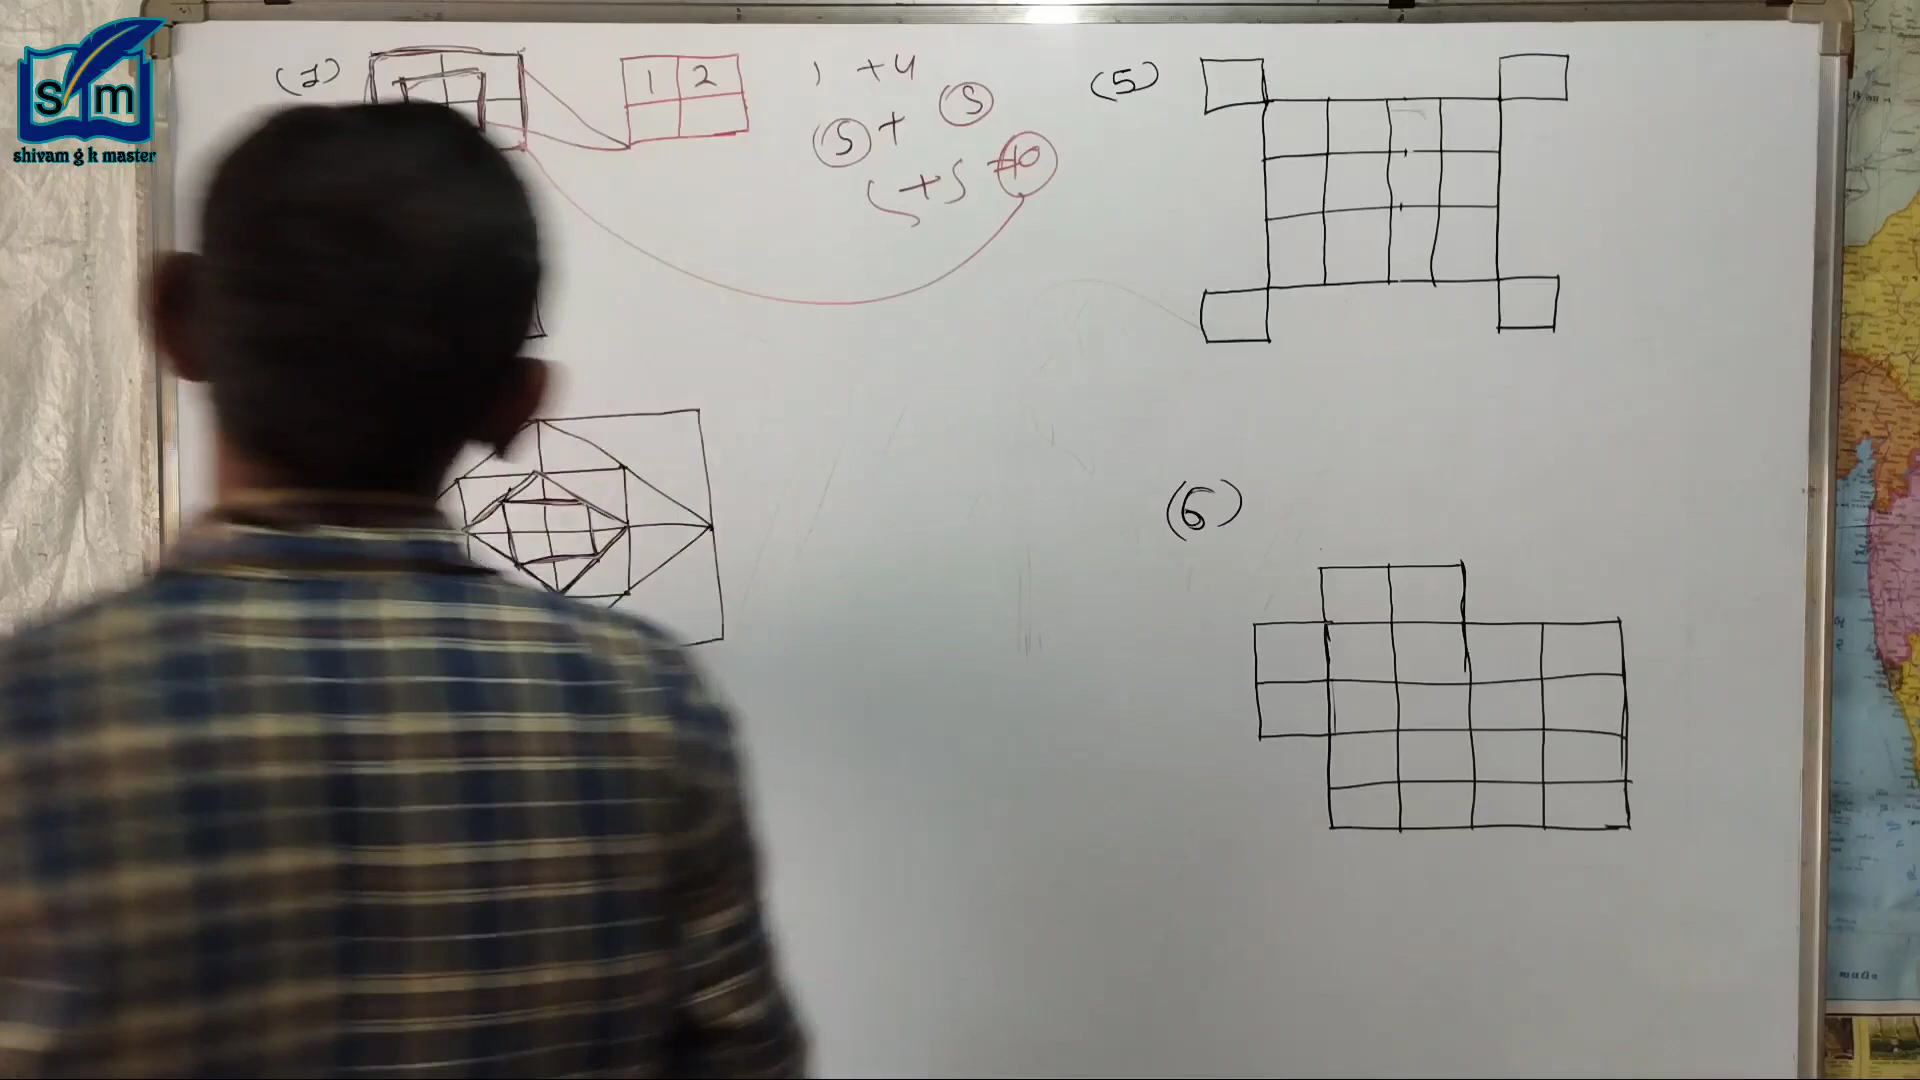 S m
shivam g k master
(1)
1 2
1 + 4
5 + 5
5 + 5 10
(5)
(6)